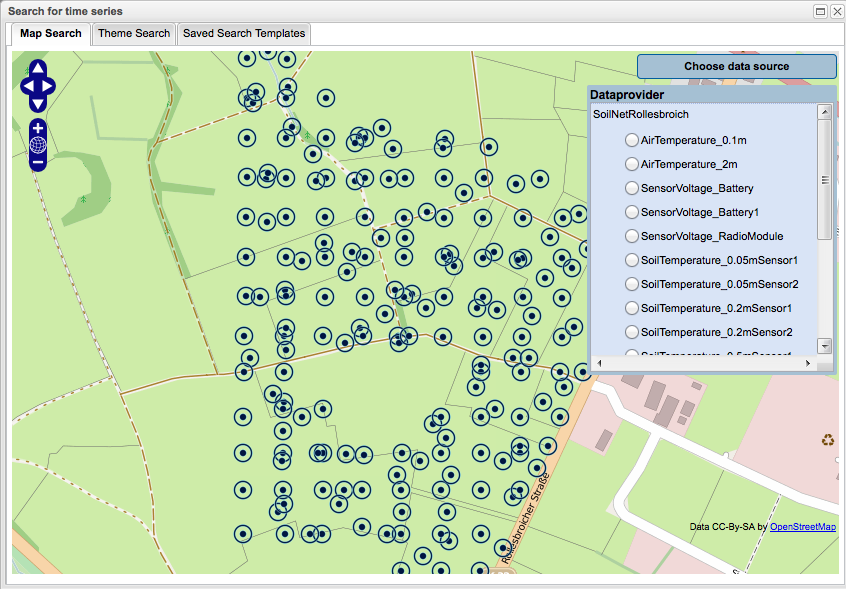 Search for time series
Map Search
Theme Search
Saved Search Templates
Choose data source
Dataprovider
SoilNetRollesbroich
AirTemperature_0.1m
AirTemperature_2m
SensorVoltage_Battery
SensorVoltage_Battery1
SensorVoltage_RadioModule
SoilTemperature_0.05mSensor1
SoilTemperature_0.05mSensor2
SoilTemperature_0.2mSensor1
SoilTemperature_0.2mSensor2
SoilTemperature_0.5mSensor1
Rollesbroicher Straße
Data CC-By-SA by OpenStreetMap